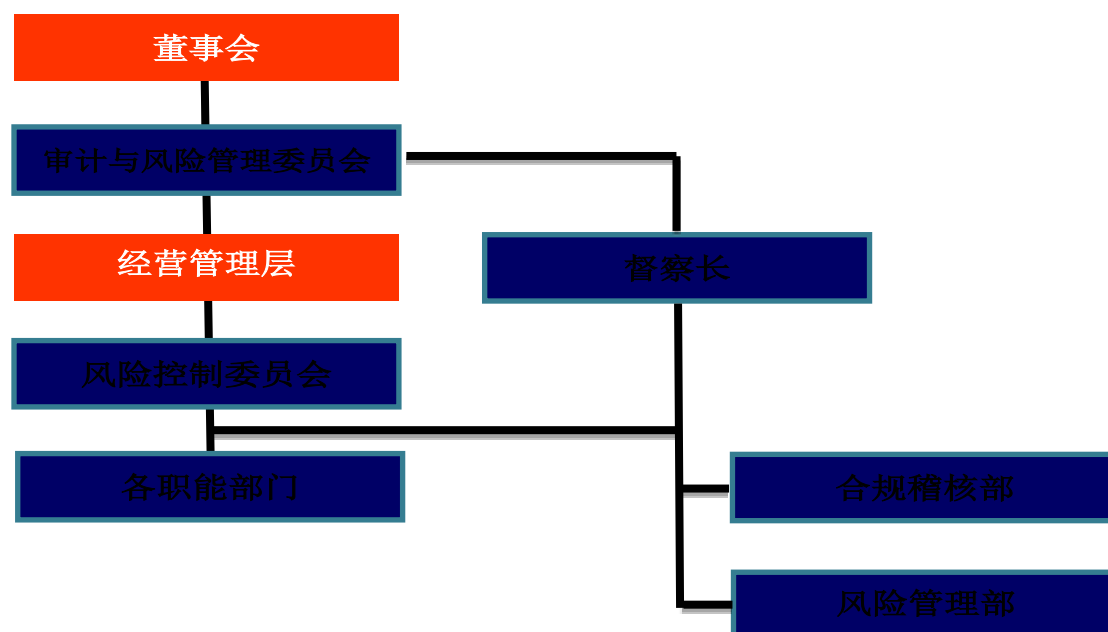 董事会
审计与风险管理委员会
经营管理层
督察长
风险控制委员会
各职能部门
合规稽核部
风险管理部